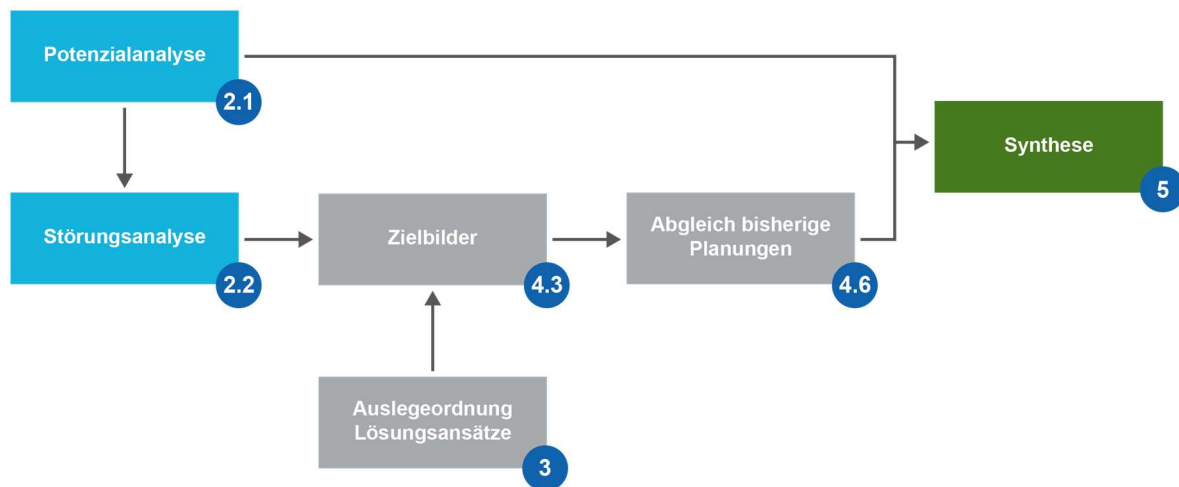 Potenzialanalyse
2.1
Synthese
5
Störungsanalyse
2.2
Zielbilder
4.3
Abgleich bisherige
Planungen
4.6
Auslegeordnung
Lösungsansätze
3